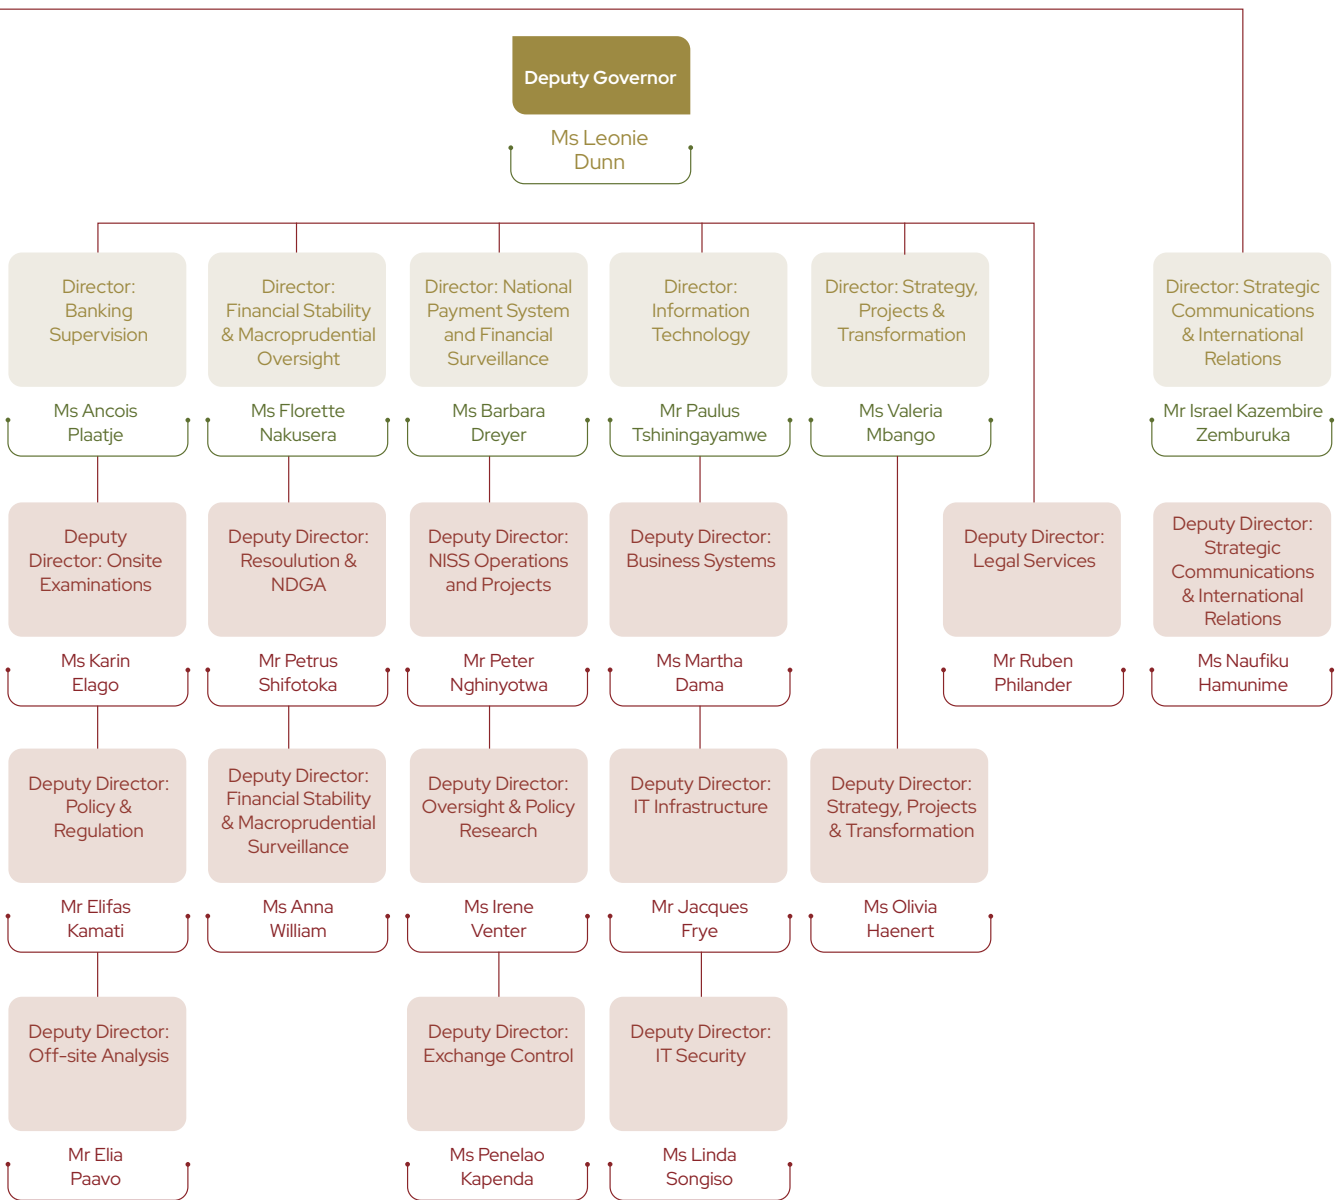 Deputy Governor
Ms Leonie
Dunn
Director:
Banking
Supervision
Ms Ancois
Plaatje
Director:
Financial Stability
& Macroprudential
Oversight
Ms Florette
Nakusera
Director: National
Payment System
and Financial
Surveillance
Ms Barbara
Dreyer
Director:
Information
Technology
Mr Paulus
Tshiningayamwe
Director: Strategy,
Projects &
Transformation
Ms Valeria
Mbango
Director: Strategic
Communications
& International
Relations
Mr Israel Kazembire
Zemburuka
Deputy
Director: Onsite
Examinations
Ms Karin
Elago
Deputy Director:
Resoulution &
NDGA
Mr Petrus
Shifotoka
Deputy Director:
NISS Operations
and Projects
Mr Peter
Nghinyotwa
Deputy Director:
Business Systems
Ms Martha
Dama
Deputy Director:
Legal Services
Mr Ruben
Philander
Deputy Director:
Strategic
Communications
& International
Relations
Ms Naufiku
Hamunime
Deputy Director:
Policy &
Regulation
Mr Elifas
Kamati
Deputy Director:
Financial Stability
& Macroprudential
Surveillance
Ms Anna
William
Deputy Director:
Oversight & Policy
Research
Ms Irene
Venter
Deputy Director:
IT Infrastructure
Mr Jacques
Frye
Deputy Director:
Strategy, Projects
& Transformation
Ms Olivia
Haenert
Deputy Director:
Off-site Analysis
Mr Elia
Paavo
Deputy Director:
Exchange Control
Ms Penelao
Kapenda
Deputy Director:
IT Security
Ms Linda
Songiso